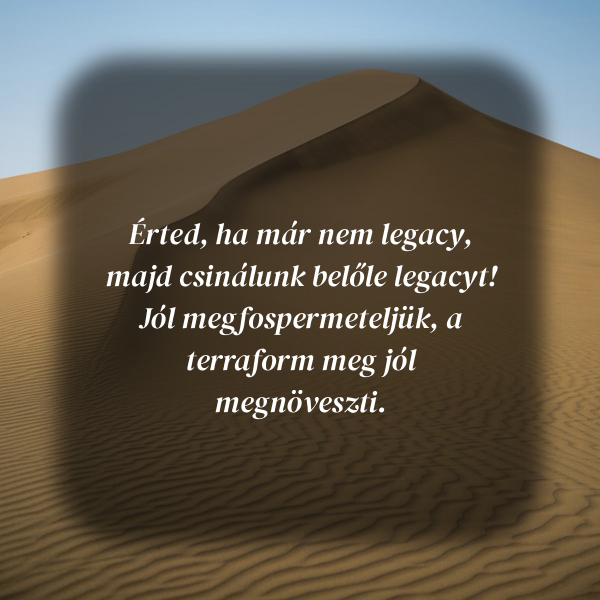 Érted, ha már nem legacy,
majd csinálunk belőle legacyt!
Jól megfospermeteljük, a
terraform meg jól
megnöveszti.